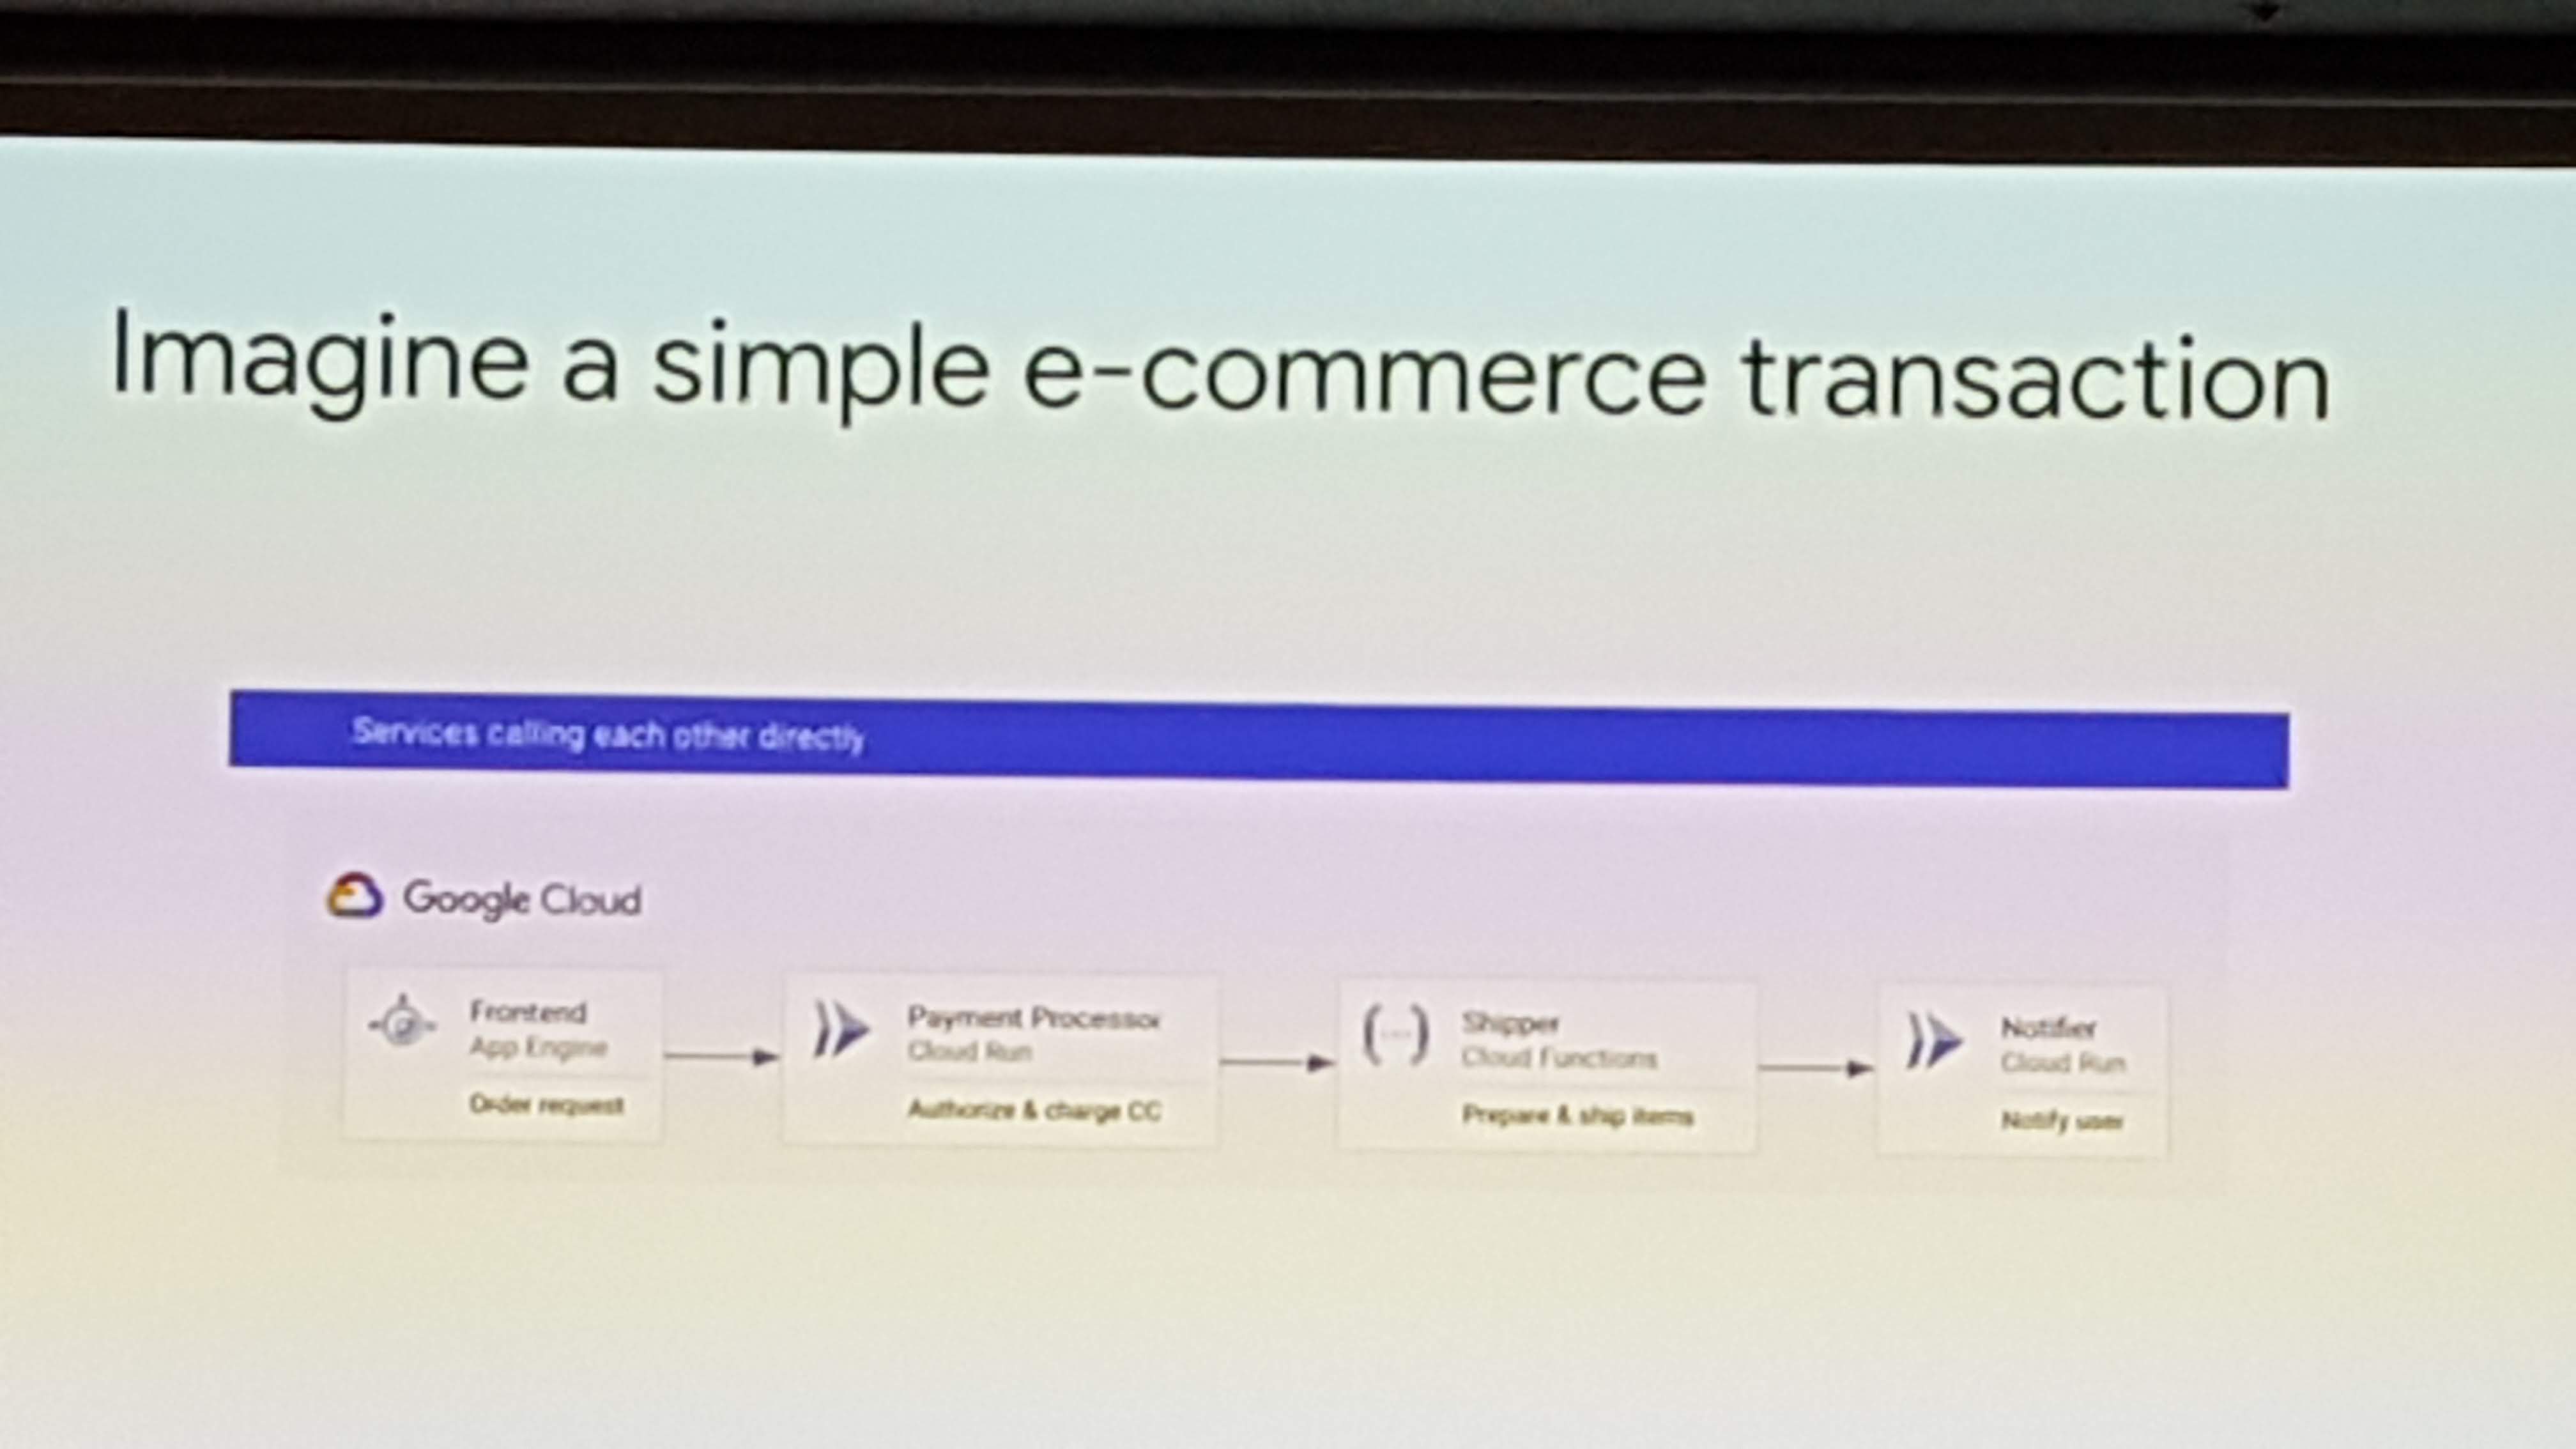 Imagine a simple e-commerce transaction
Services calling each other directly
Google Cloud
Frontend
App Engine
Order request
Payment Processor
Cloud Run
Authorize & charge CC
Shipper
Cloud Functions
Prepare & ship items
Notifier
Cloud Run
Notify user